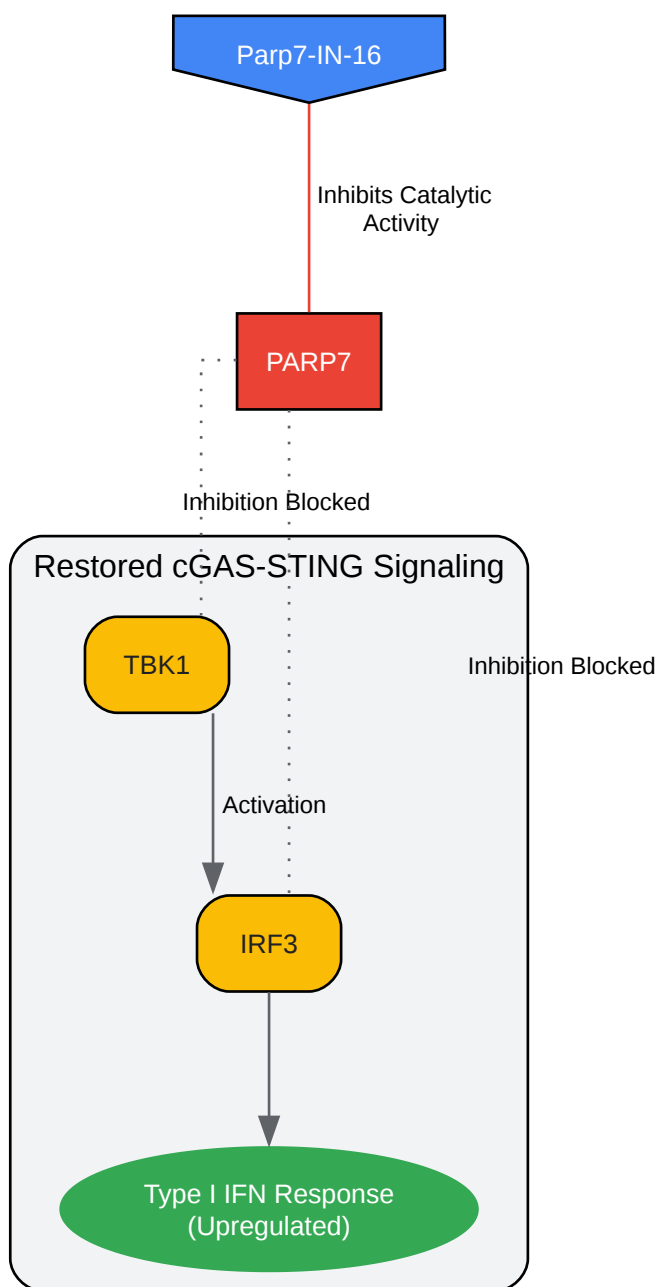 Parp7-IN-16
Inhibits Catalytic
Activity
PARP7
Inhibition Blocked
Restored cGAS-STING Signaling
TBK1
Inhibition Blocked
Activation
IRF3
Type I IFN Response
(Upregulated)